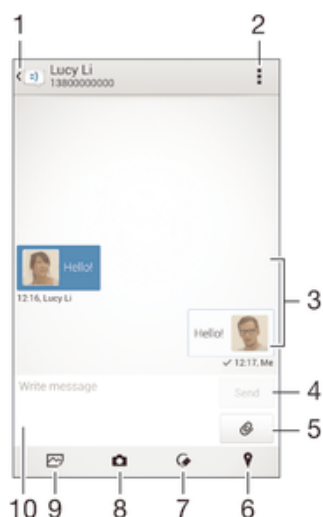 1 2
Lucy Li
13800000000
Hello!
12:16, Lucy Li
3
Hello!
12:17, Me
Write message
Send
4
5
10 9 8 7 6